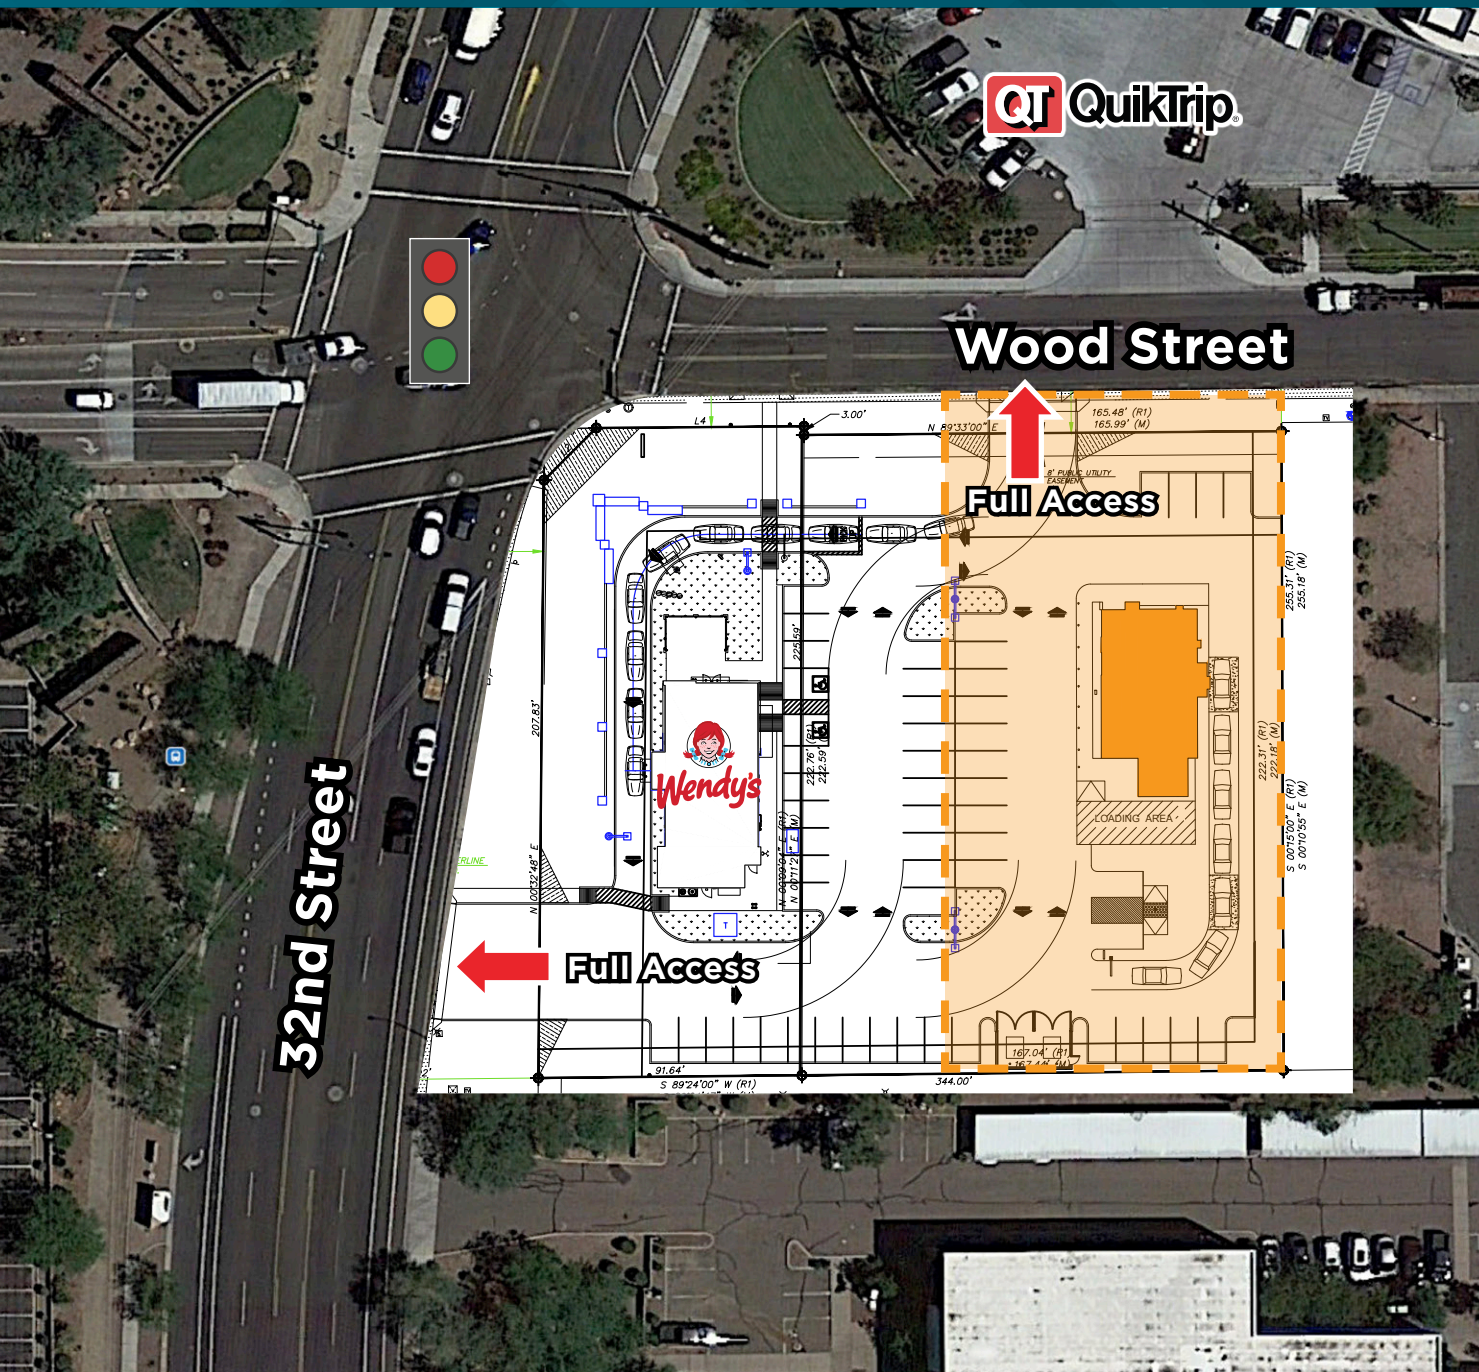 QT QuikTrip
Wood Street
165.48' (R1)
165.99' (M)
3.00'
L4
N 89°33'00" E
8' PUBLIC UTILITY
EASEMENT
Full Access
255.31' (R1)
255.18' (M)
225.59'
207.83'
222.76' (R1)
222.59' (M)
222.31' (R1)
222.18' (M)
Wendy's
LOADING AREA
S 00°15'00" E (R1)
S 00°10'55" E (M)
N 00°32'48" E
ERLINE
T
Full Access
32nd Street
167.04' (R1)
91.64'
S 89°24'00" W (R1)
344.00'